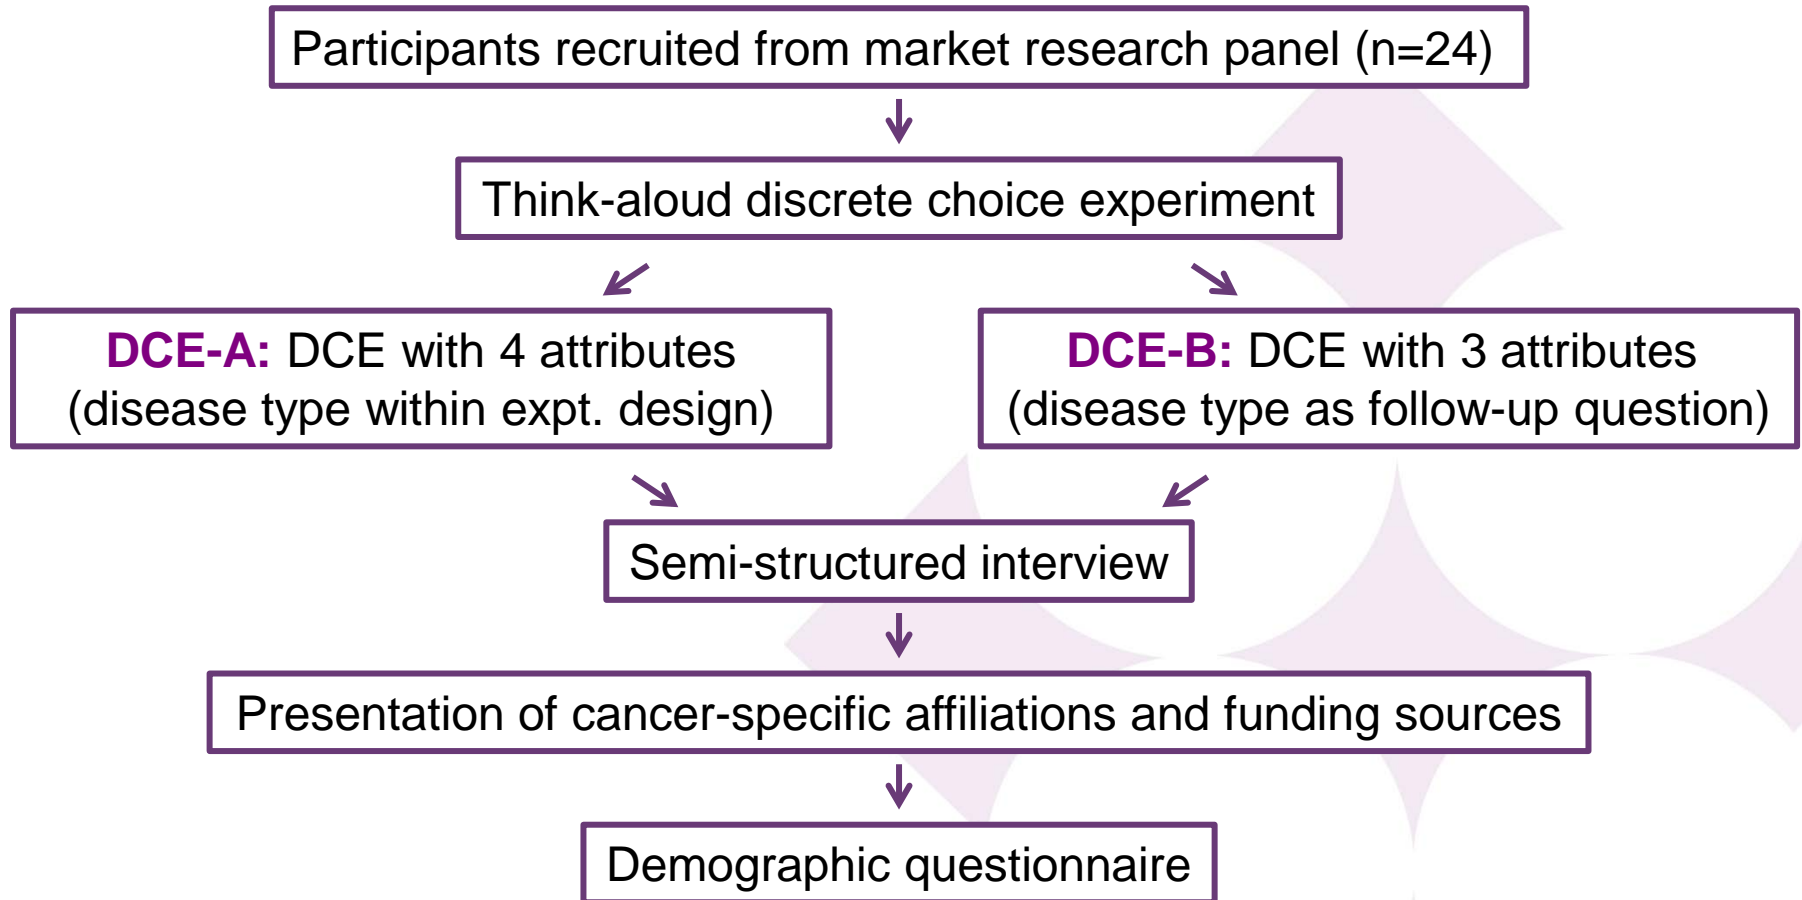 Participants recruited from market research panel (n=24)
Think-aloud discrete choice experiment
DCE-A: DCE with 4 attributes
(disease type within expt. design)
DCE-B: DCE with 3 attributes
(disease type as follow-up question)
Semi-structured interview
Presentation of cancer-specific affiliations and funding sources
Demographic questionnaire